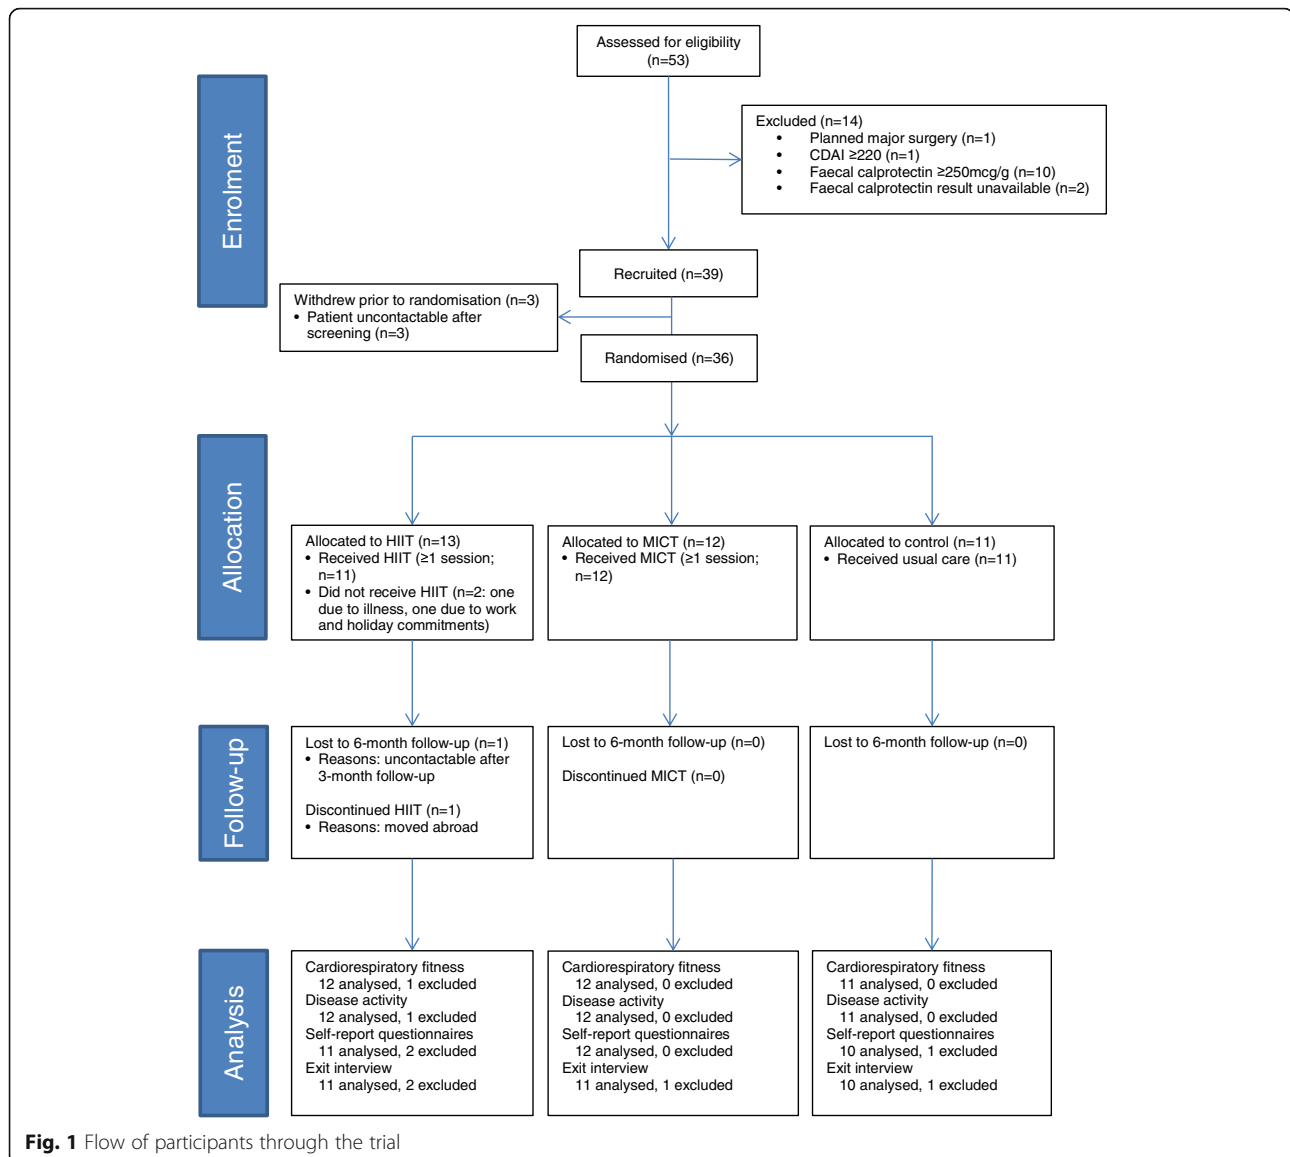 Assessed for eligibility
(n=53)
Enrolment
Excluded (n=14)
• Planned major surgery (n=1)
• CDAI ≥220 (n=1)
• Faecal calprotectin ≥250mcg/g (n=10)
• Faecal calprotectin result unavailable (n=2)
Recruited (n=39)
Withdrew prior to randomisation (n=3)
• Patient uncontactable after
screening (n=3)
Randomised (n=36)
Allocation
Allocated to HIIT (n=13)
• Received HIIT (≥1 session;
n=11)
• Did not receive HIIT (n=2: one
due to illness, one due to work
and holiday commitments)
Allocated to MICT (n=12)
• Received MICT (≥1 session;
n=12)
Allocated to control (n=11)
• Received usual care (n=11)
Follow-up
Lost to 6-month follow-up (n=1)
• Reasons: uncontactable after
3-month follow-up
Discontinued HIIT (n=1)
• Reasons: moved abroad
Lost to 6-month follow-up (n=0)
Discontinued MICT (n=0)
Lost to 6-month follow-up (n=0)
Analysis
Cardiorespiratory fitness
12 analysed, 1 excluded
Disease activity
12 analysed, 1 excluded
Self-report questionnaires
11 analysed, 2 excluded
Exit interview
11 analysed, 2 excluded
Cardiorespiratory fitness
12 analysed, 0 excluded
Disease activity
12 analysed, 0 excluded
Self-report questionnaires
12 analysed, 0 excluded
Exit interview
11 analysed, 1 excluded
Cardiorespiratory fitness
11 analysed, 0 excluded
Disease activity
11 analysed, 0 excluded
Self-report questionnaires
10 analysed, 1 excluded
Exit interview
10 analysed, 1 excluded
Fig. 1 Flow of participants through the trial